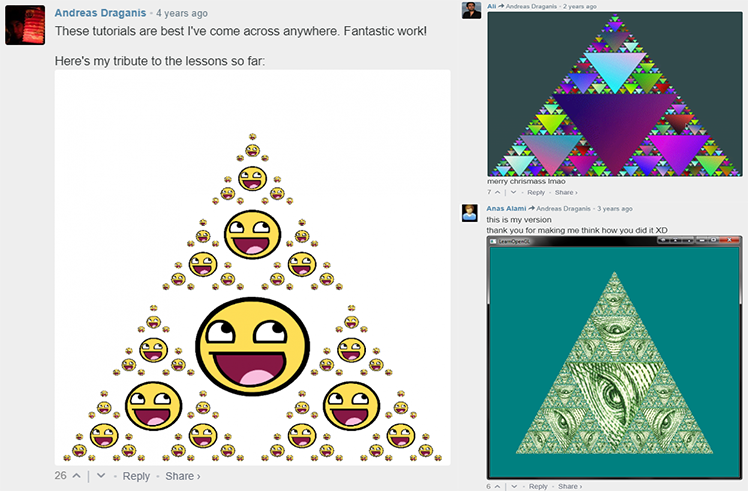 Andreas Draganis · 4 years ago
These tutorials are best I've come across anywhere. Fantastic work!
Here's my tribute to the lessons so far:
26 | · Reply · Share ›
Ali Andreas Draganis · 2 years ago
merry chrismass lmao
7 | · Reply · Share ›
Anas Alami Andreas Draganis · 3 years ago
this is my version
thank you for making me think how you did it XD
LearnOpenGL
6 | · Reply · Share ›